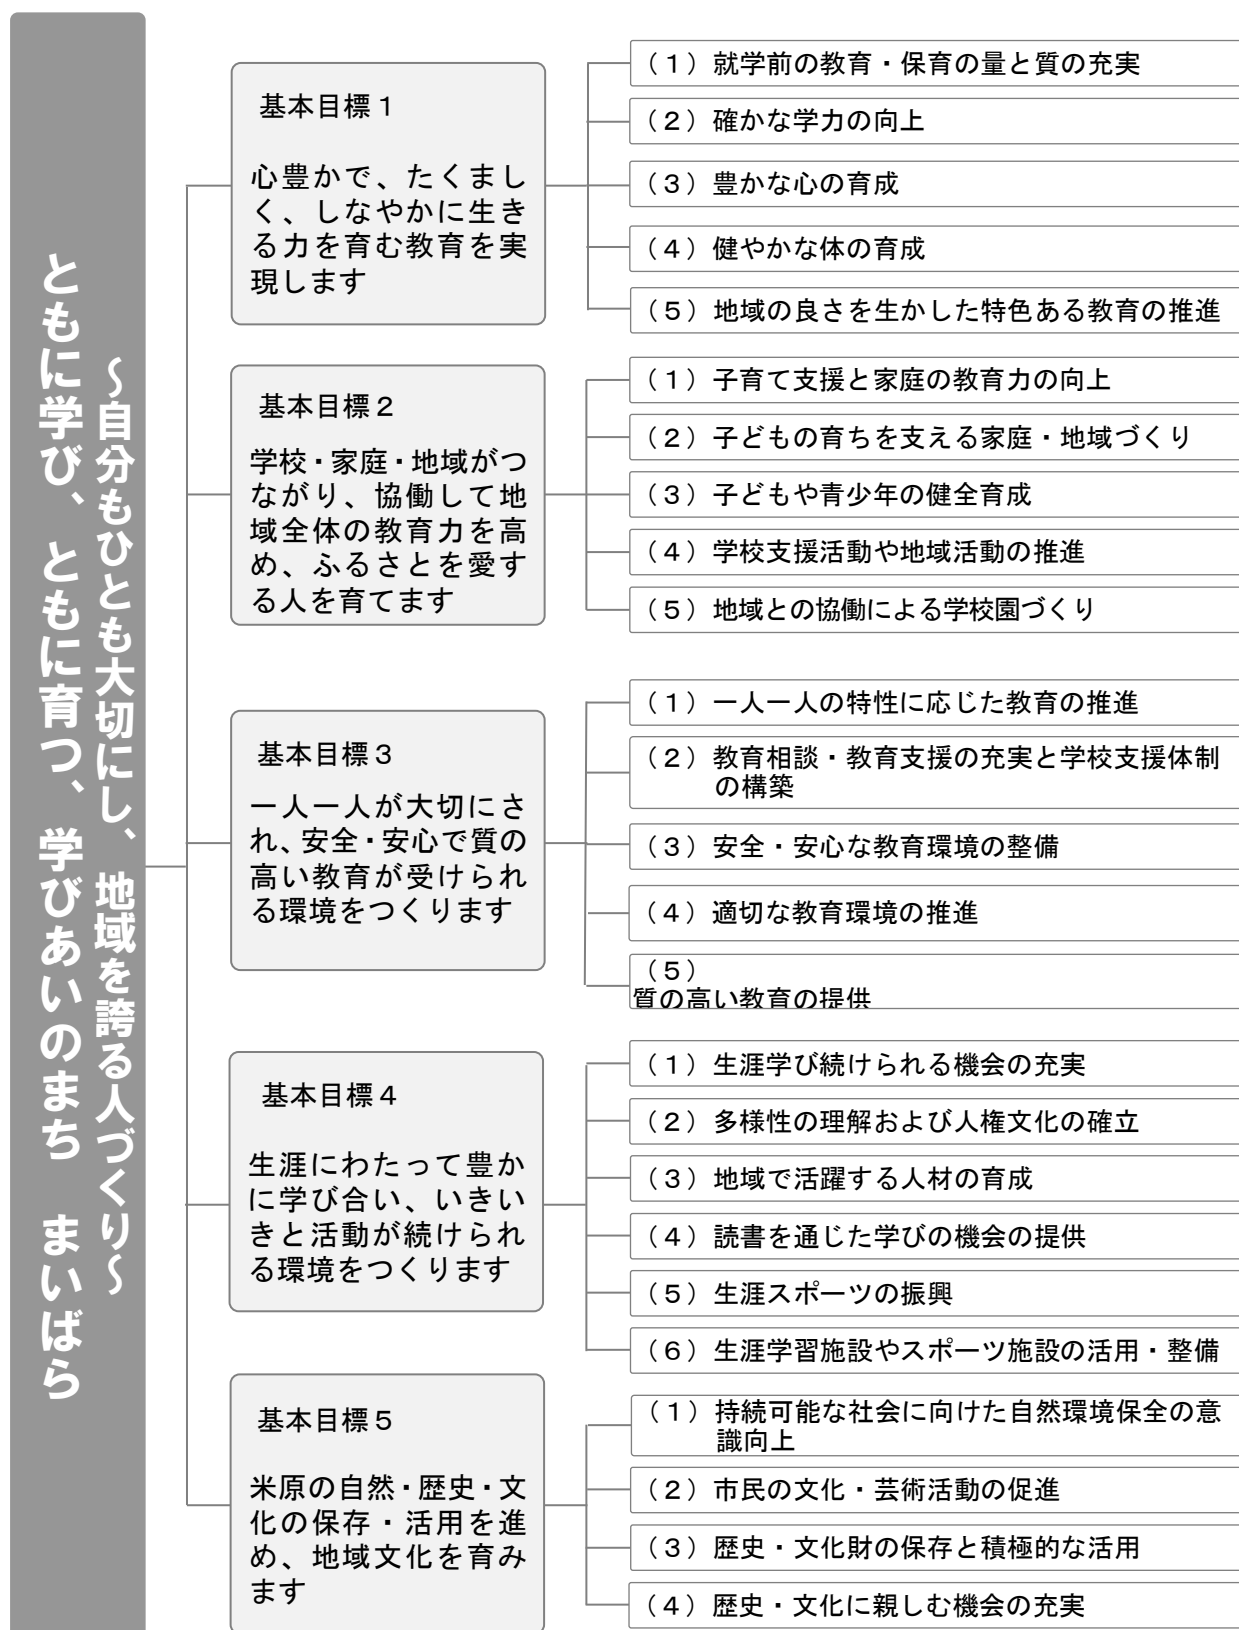 ともに学び、ともに育つ、学びあいのまち　まいばら
～自分もひとも大切にし、地域を誇る人づくり～
基本目標１
心豊かで、たくまし
く、しなやかに生き
る力を育む教育を実
現します
（１）就学前の教育・保育の量と質の充実
（２）確かな学力の向上
（３）豊かな心の育成
（４）健やかな体の育成
（５）地域の良さを生かした特色ある教育の推進
基本目標２
学校・家庭・地域がつ
ながり、協働して地
域全体の教育力を高
め、ふるさとを愛す
る人を育てます
（１）子育て支援と家庭の教育力の向上
（２）子どもの育ちを支える家庭・地域づくり
（３）子どもや青少年の健全育成
（４）学校支援活動や地域活動の推進
（５）地域との協働による学校園づくり
基本目標３
一人一人が大切にさ
れ、安全・安心で質の
高い教育が受けられ
る環境をつくります
（１）一人一人の特性に応じた教育の推進
（２）教育相談・教育支援の充実と学校支援体制
の構築
（３）安全・安心な教育環境の整備
（４）適切な教育環境の推進
（５）
質の高い教育の提供
基本目標４
生涯にわたって豊か
に学び合い、いきい
きと活動が続けられ
る環境をつくります
（１）生涯学び続けられる機会の充実
（２）多様性の理解および人権文化の確立
（３）地域で活躍する人材の育成
（４）読書を通じた学びの機会の提供
（５）生涯スポーツの振興
（６）生涯学習施設やスポーツ施設の活用・整備
基本目標５
米原の自然・歴史・文
化の保存・活用を進
め、地域文化を育み
ます
（１）持続可能な社会に向けた自然環境保全の意
識向上
（２）市民の文化・芸術活動の促進
（３）歴史・文化財の保存と積極的な活用
（４）歴史・文化に親しむ機会の充実